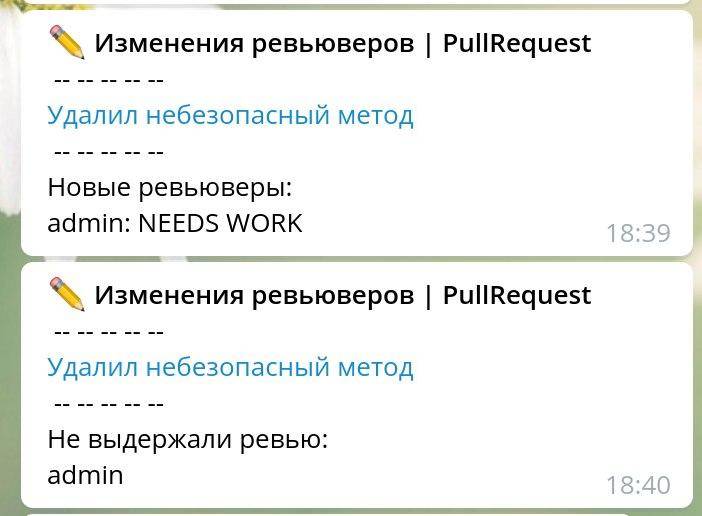 ✏️ Изменения ревьюверов | PullRequest
-- -- -- -- --
Удалил небезопасный метод
-- -- -- -- --
Новые ревьюверы:
admin: NEEDS WORK
18:39
✏️ Изменения ревьюверов | PullRequest
-- -- -- -- --
Удалил небезопасный метод
-- -- -- -- --
Не выдержали ревью:
admin
18:40